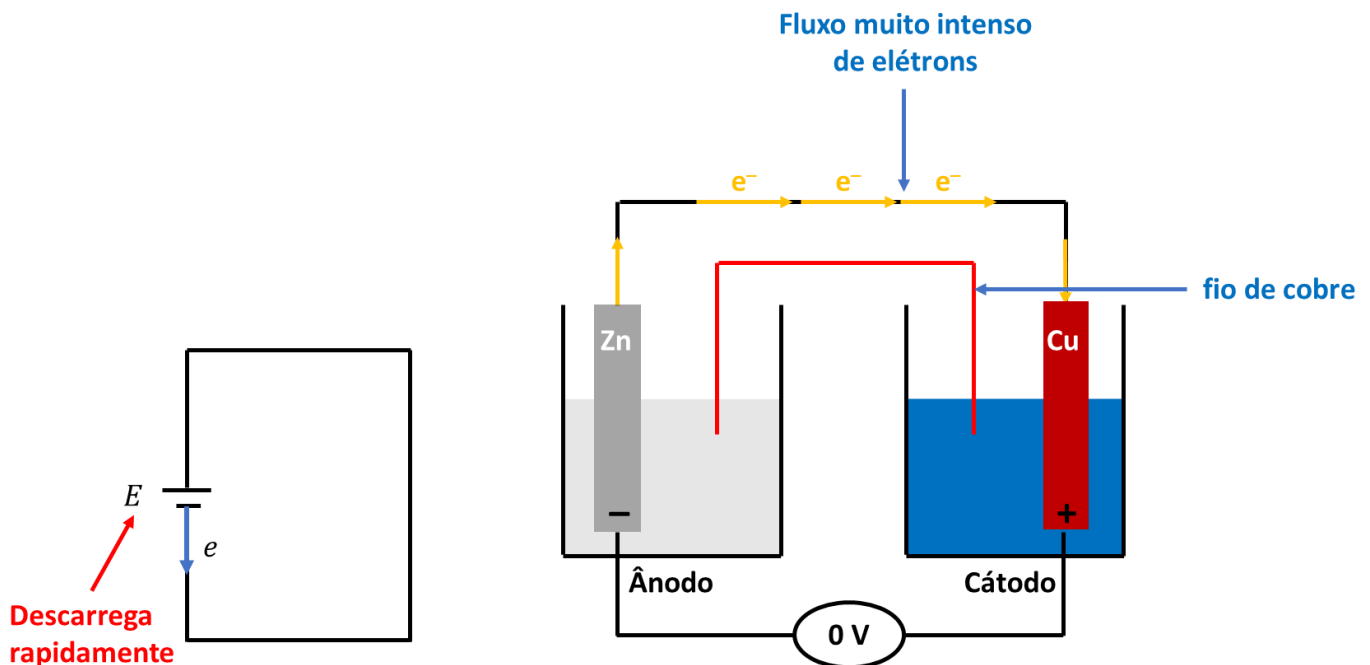 Fluxo muito intenso
de elétrons
e⁻ e⁻ e⁻
fio de cobre
Zn
Cu
E
−
+
e
Ânodo
Cátodo
Descarrega
rapidamente
0 V